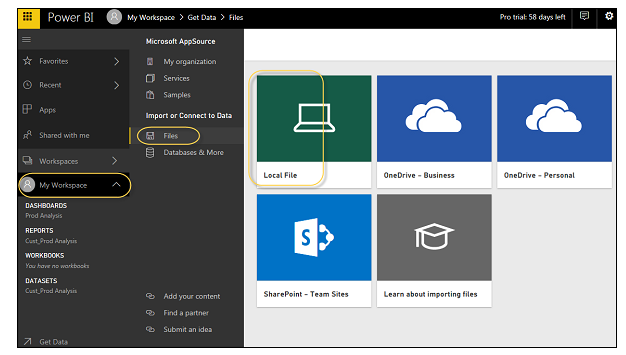 Power BI
My Workspace > Get Data > Files
Pro trial: 58 days left
Favorites
Recent
Apps
Shared with me
Workspaces
My Workspace
DASHBOARDS
Prod Analysis
REPORTS
Cust_Prod Analysis
WORKBOOKS
You have no workbooks
DATASETS
Cust_Prod Analysis
Get Data
Microsoft AppSource
My organization
Services
Samples
Import or Connect to Data
Files
Databases & More
Add your content
Find a partner
Submit an idea
Local File
OneDrive – Business
OneDrive – Personal
S
SharePoint – Team Sites
Learn about importing files